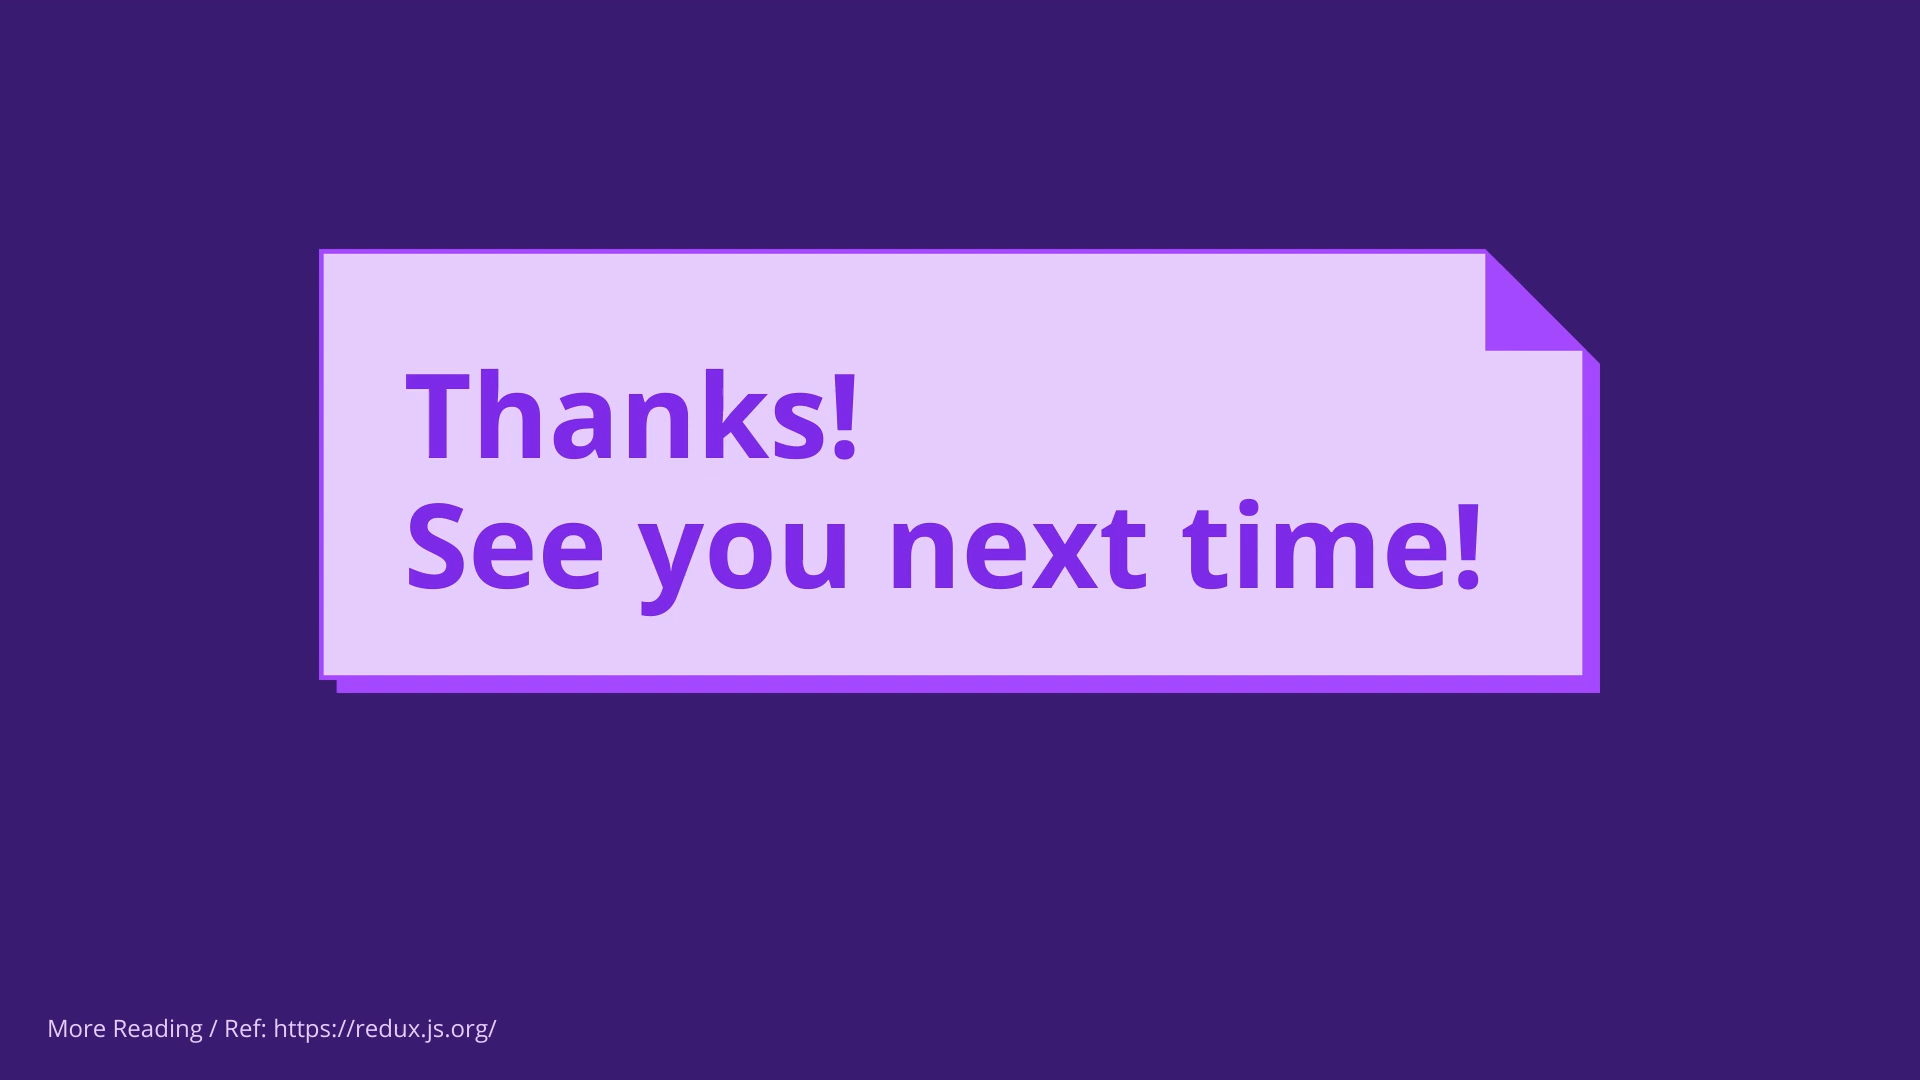 Thanks!
See you next time!
More Reading / Ref: https://redux.js.org/